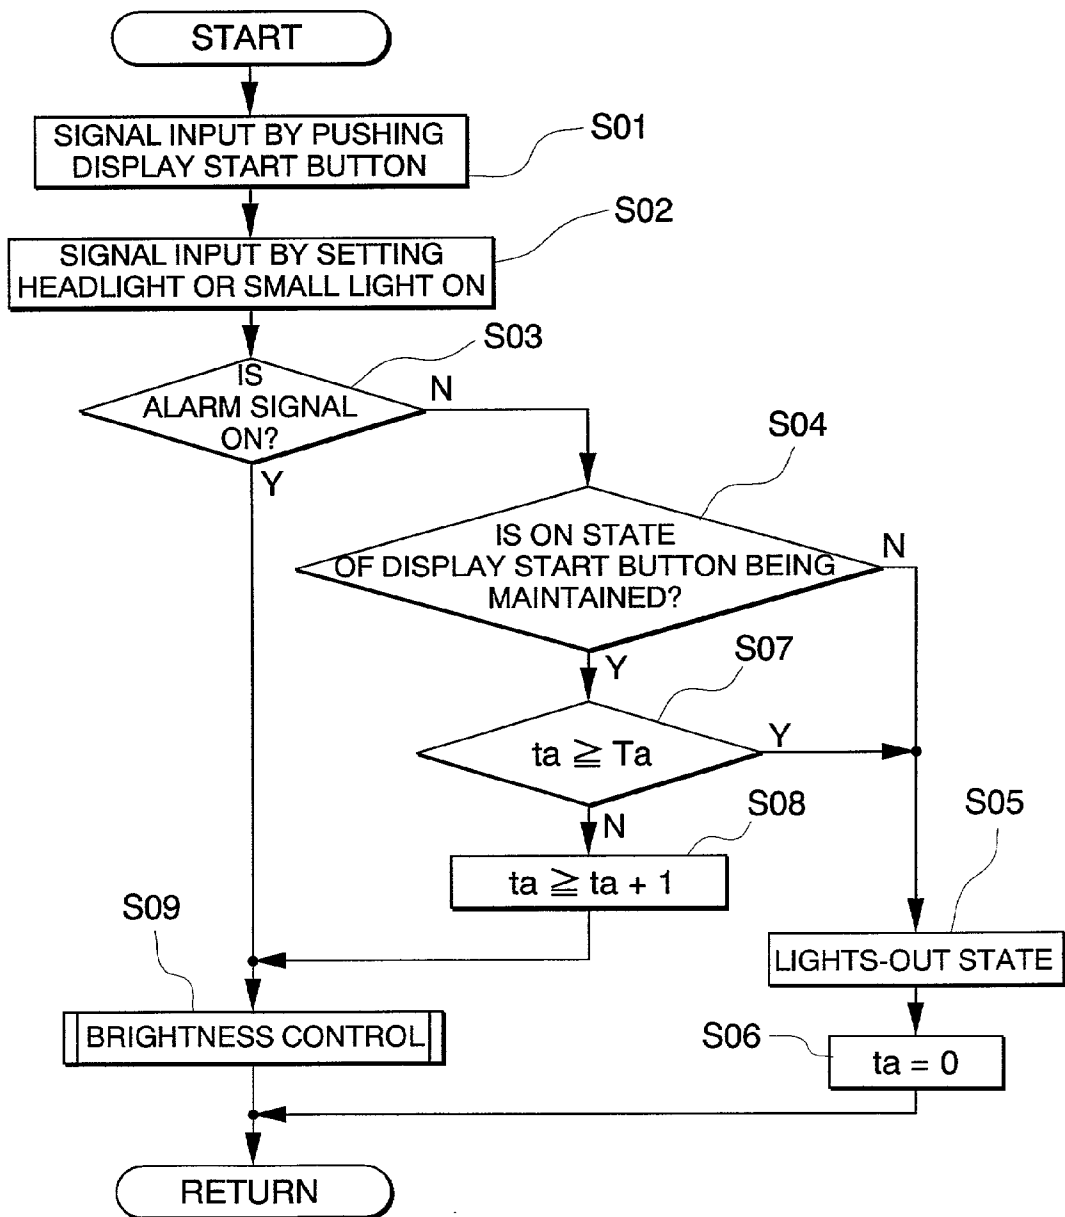 START
SIGNAL INPUT BY PUSHING
DISPLAY START BUTTON
S01
SIGNAL INPUT BY SETTING
HEADLIGHT OR SMALL LIGHT ON
S02
IS
ALARM SIGNAL
ON?
S03
N
Y
S04
IS ON STATE
OF DISPLAY START BUTTON BEING
MAINTAINED?
N
Y
S07
ta ≧ Ta
Y
N
S08
ta ≧ ta + 1
S05
LIGHTS-OUT STATE
S09
BRIGHTNESS CONTROL
S06
ta = 0
RETURN